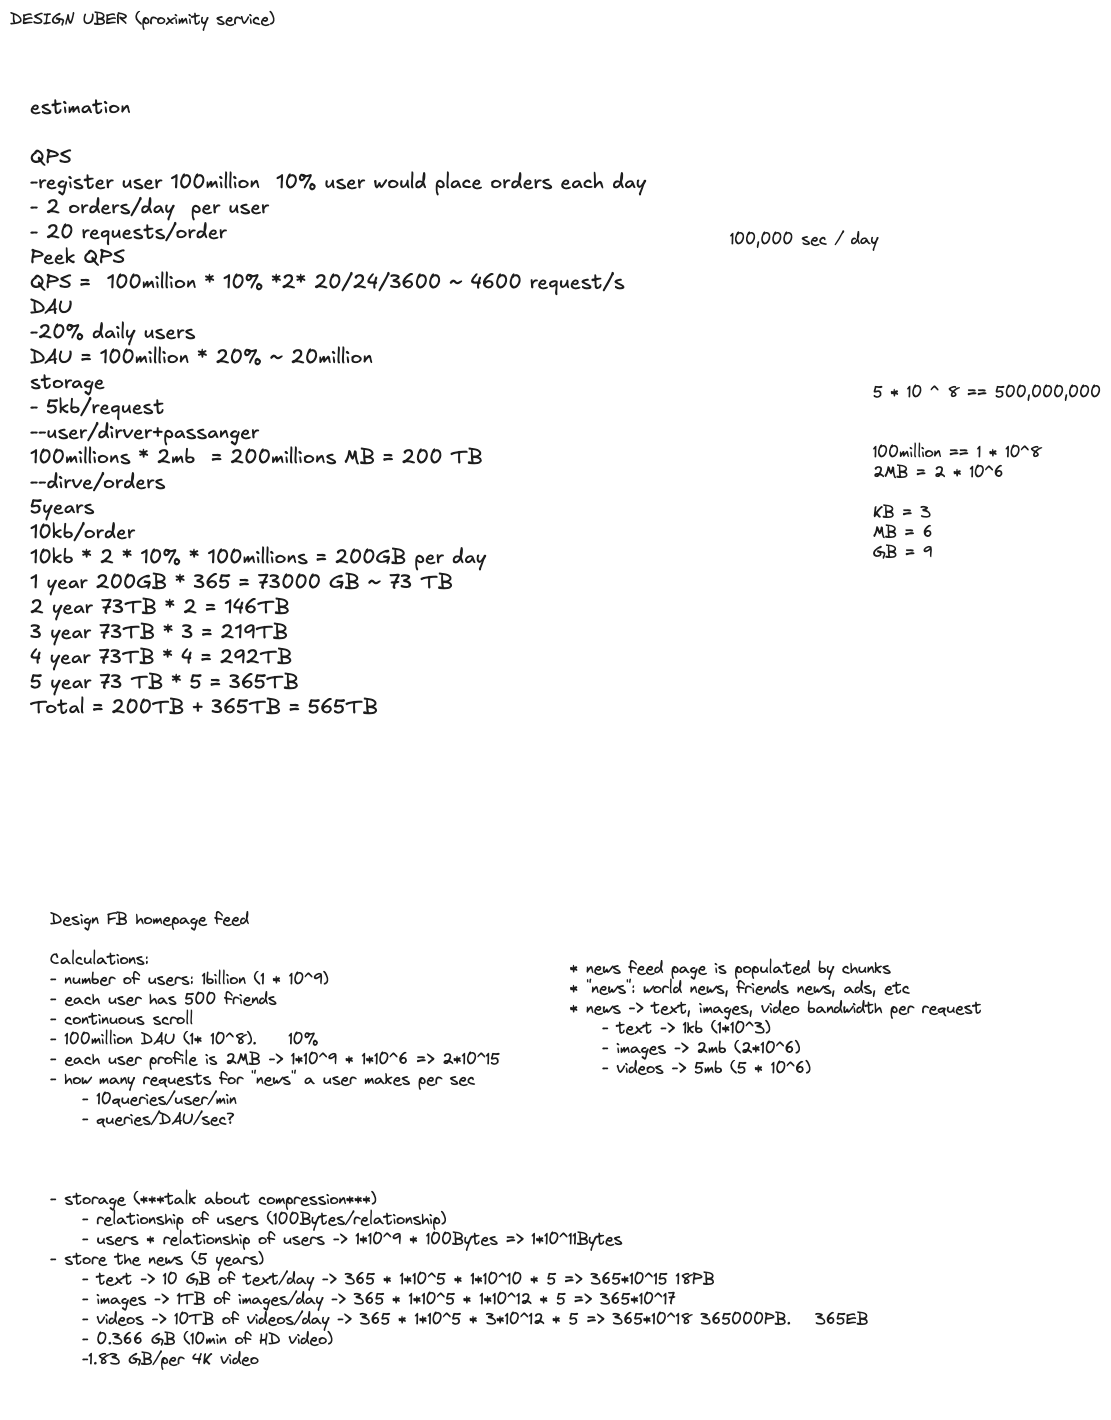 DESIGN UBER (proximity service)
estimation
QPS
-register user 100million  10% user would place orders each day
- 2 orders/day  per user
- 20 requests/order
100,000 sec / day
Peek QPS
QPS =  100million * 10% *2* 20/24/3600 ~ 4600 request/s
DAU
-20% daily users
DAU = 100million * 20% ~ 20million
storage
5 * 10 ^ 8 == 500,000,000
- 5kb/request
--user/dirver+passanger
100millions * 2mb  = 200millions MB = 200 TB
100million == 1 * 10^8
2MB = 2 * 10^6
--dirve/orders
5years
KB = 3
10kb/order
MB = 6
10kb * 2 * 10% * 100millions = 200GB per day
GB = 9
1 year 200GB * 365 = 73000 GB ~ 73 TB
2 year 73TB * 2 = 146TB
3 year 73TB * 3 = 219TB
4 year 73TB * 4 = 292TB
5 year 73 TB * 5 = 365TB
Total = 200TB + 365TB = 565TB
Design FB homepage feed
Calculations:
- number of users: 1billion (1 * 10^9)
- each user has 500 friends
- continuous scroll
- 100million DAU (1* 10^8).     10%
- each user profile is 2MB -> 1*10^9 * 1*10^6 => 2*10^15
- how many requests for "news" a user makes per sec
- 10queries/user/min
- queries/DAU/sec?
* news feed page is populated by chunks
* "news": world news, friends news, ads, etc
* news -> text, images, video bandwidth per request
- text -> 1kb (1*10^3)
- images -> 2mb (2*10^6)
- videos -> 5mb (5 * 10^6)
- storage (***talk about compression***)
- relationship of users (100Bytes/relationship)
- users * relationship of users -> 1*10^9 * 100Bytes => 1*10^11Bytes
- store the news (5 years)
- text -> 10 GB of text/day -> 365 * 1*10^5 * 1*10^10 * 5 => 365*10^15 18PB
- images -> 1TB of images/day -> 365 * 1*10^5 * 1*10^12 * 5 => 365*10^17
- videos -> 10TB of videos/day -> 365 * 1*10^5 * 3*10^12 * 5 => 365*10^18 365000PB.    365EB
- 0.366 GB (10min of HD video)
-1.83 GB/per 4K video